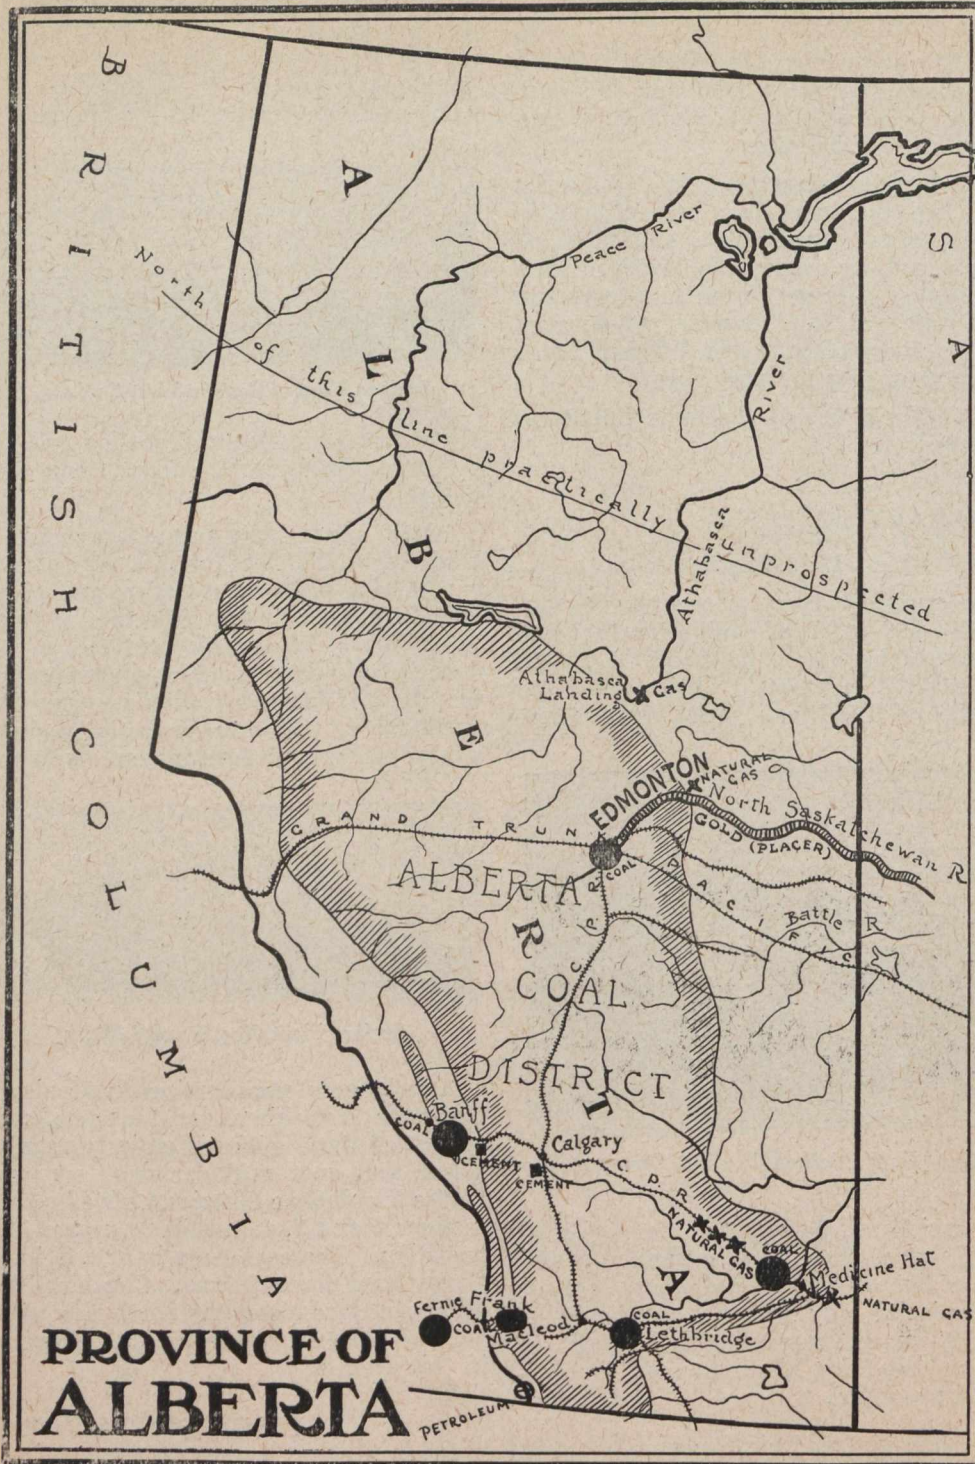 BRITISH COLUMBIA
ALBERTA
SA
Peace River
North of this line practically unprospected
River
Athabasca
Athabasca
Landing
Gas
EDMONTON
NATURAL
GAS
North Saskatchewan R
GOLD (PLACER)
COAL
GRAND TRUN
PACIFIC
ALBERTA
COAL
DISTRICT
C P R
Battle R
Banff
COAL
CEMENT
Calgary
CEMENT
C. P. R
NATURAL GAS
COAL
Medicine Hat
NATURAL GAS
Fernie
COAL
Frank
Macleod
COAL
Lethbridge
PETROLEUM
PROVINCE OF
ALBERTA